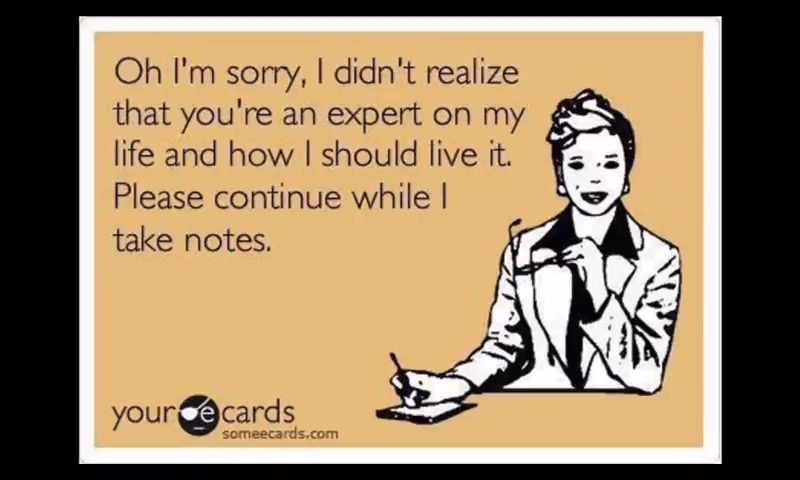 Oh I'm sorry, I didn't realize
that you're an expert on my
life and how I should live it.
Please continue while I
take notes.
your e cards
someecards.com